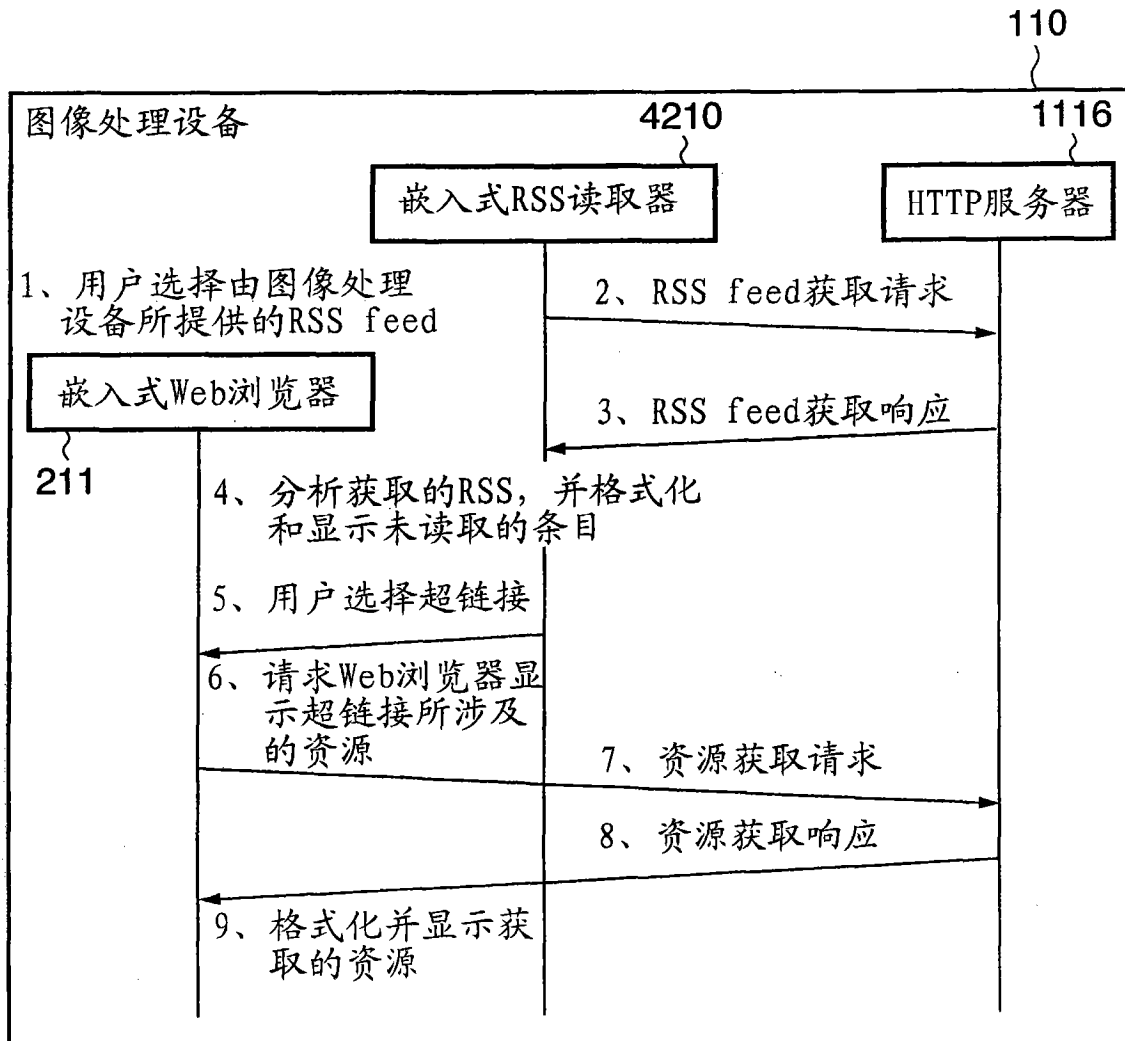 110
图像处理设备
4210
1116
嵌入式RSS读取器
HTTP服务器
1、用户选择由图像处理
设备所提供的RSS feed
2、RSS feed获取请求
嵌入式Web浏览器
211
3、RSS feed获取响应
4、分析获取的RSS，并格式化
和显示未读取的条目
5、用户选择超链接
6、请求Web浏览器显
示超链接所涉及
的资源
7、资源获取请求
8、资源获取响应
9、格式化并显示获
取的资源